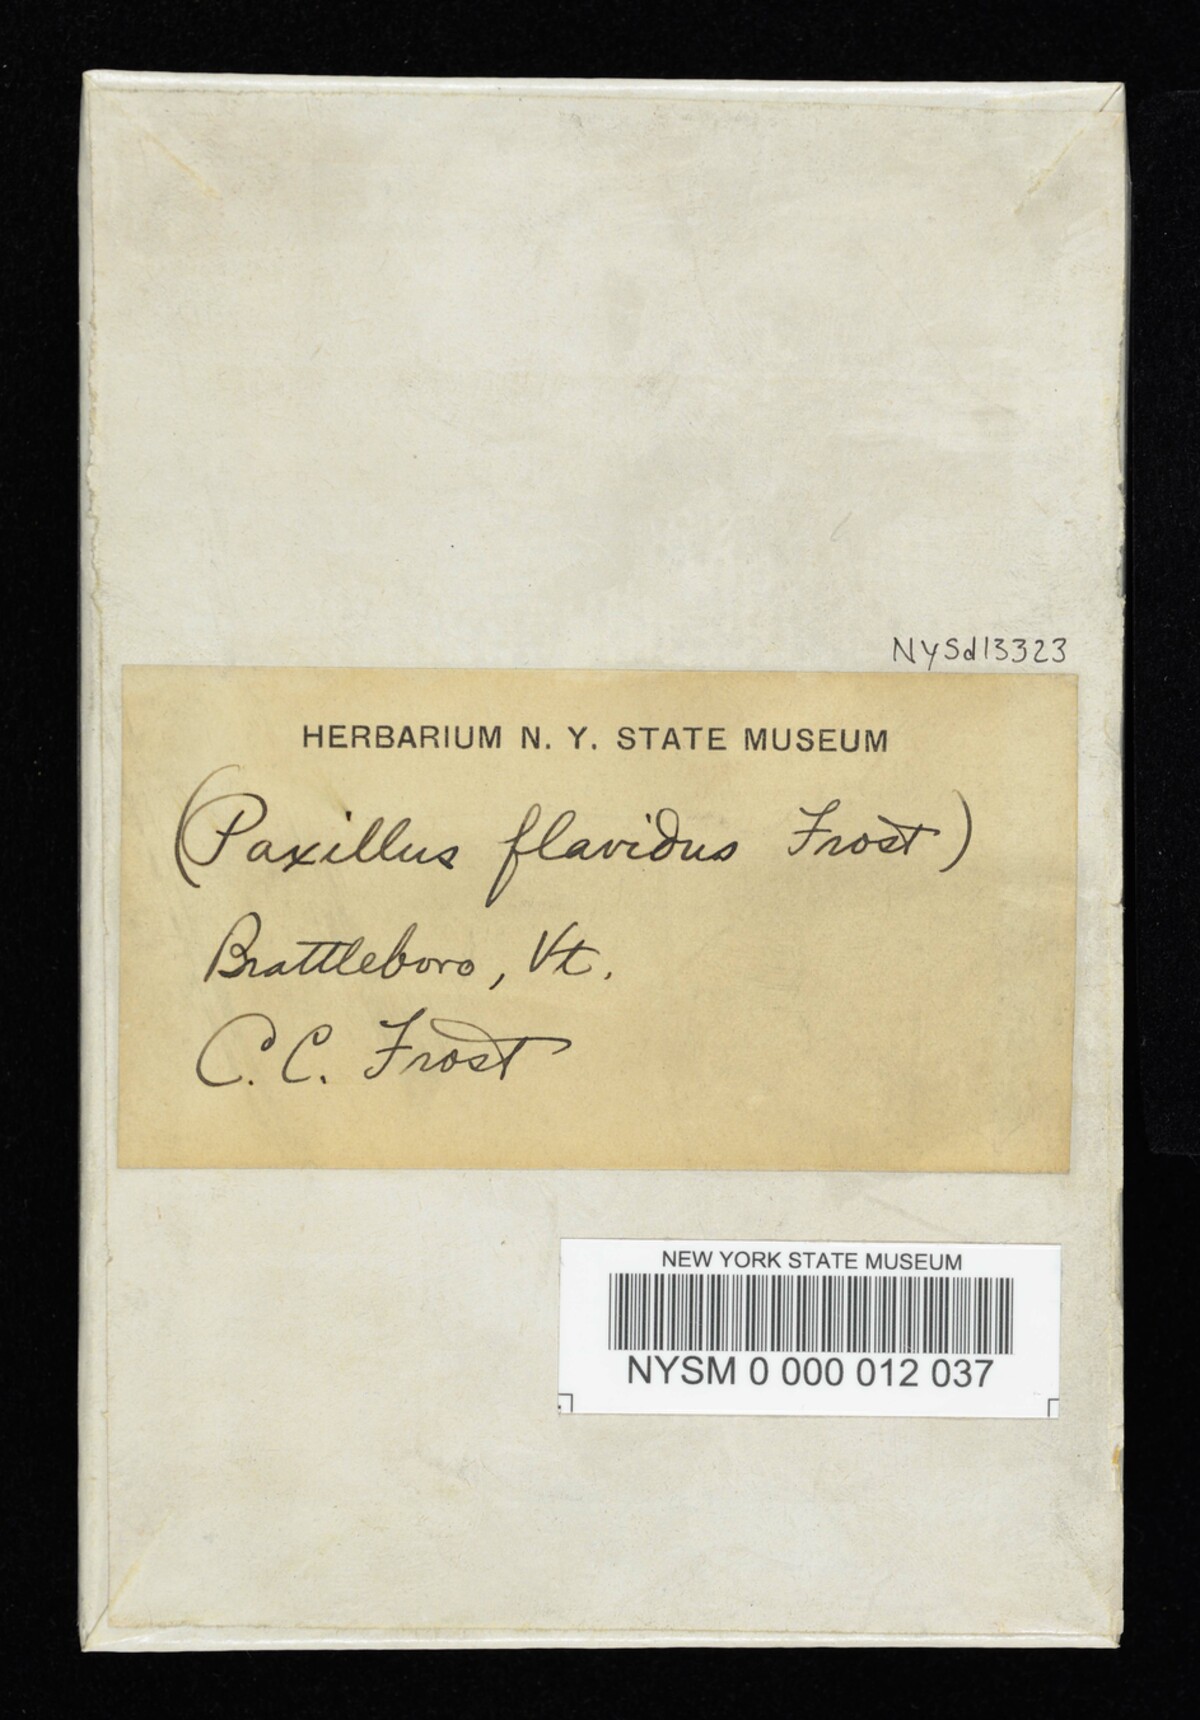 NYSd13323
HERBARIUM N. Y. STATE MUSEUM
(Paxillus flavidus Frost)
Brattleboro, Vt.
C. C. Frost
NEW YORK STATE MUSEUM
NYSM 0 000 012 037